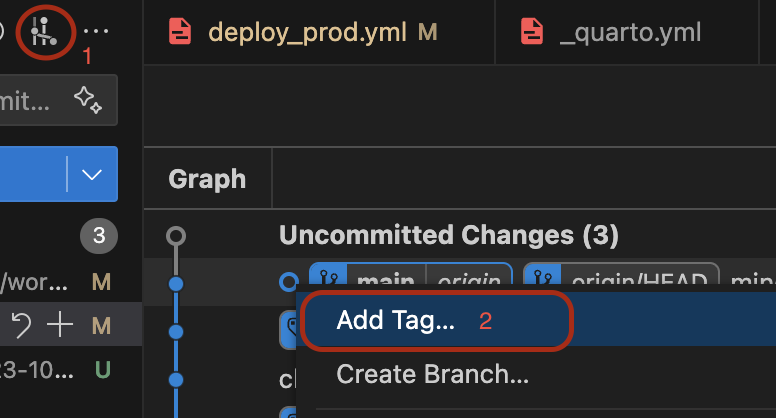 1
deploy_prod.yml M
_quarto.yml
mit...
Graph
3
Uncommitted Changes (3)
/wor... M
main origin
origin/HEAD
M
Add Tag... 2
23-10... U
Create Branch...